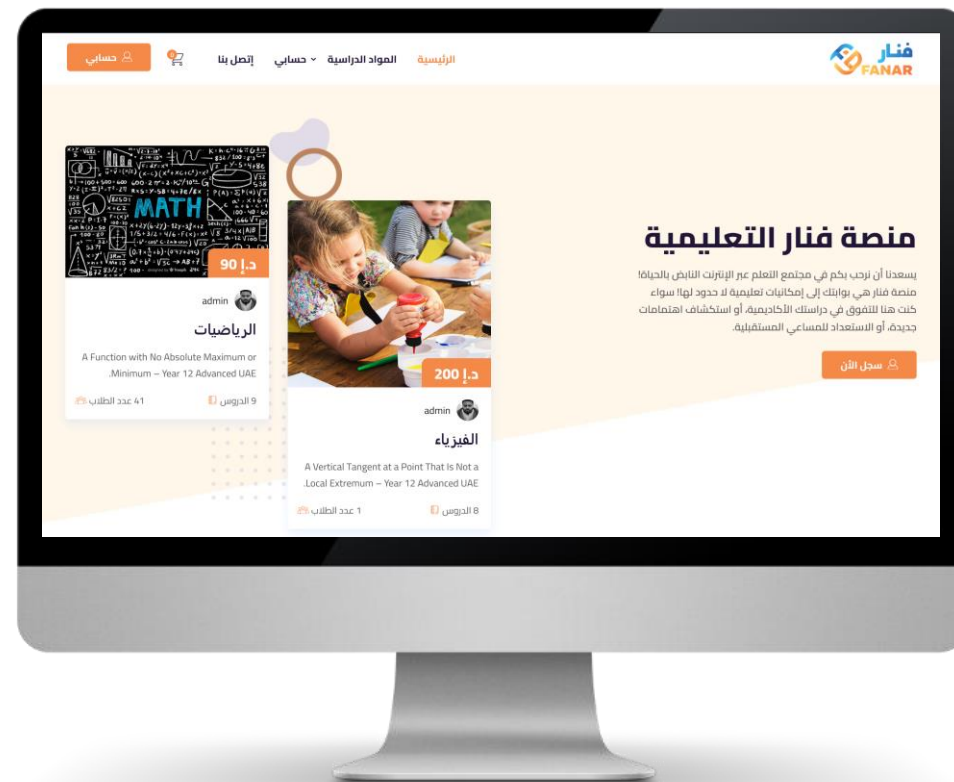 فنار
FANAR
الرئيسية
المواد الدراسية
حسابي
إتصل بنا
0
حسابي
منصة فنار التعليمية
يسعدنا أن نرحب بكم في مجتمع التعلم عبر الإنترنت النابض بالحياة!
منصة فنار هي بوابتك إلى إمكانيات تعليمية لا حدود لها! سواء
كنت هنا للتفوق في دراستك الأكاديمية، أو استكشاف اهتمامات
جديدة، أو الاستعداد للمساعي المستقبلية.
سجل الأن
200 د.إ
admin
الفيزياء
A Vertical Tangent at a Point That Is Not a
.Local Extremum – Year 12 Advanced UAE
8 الدروس
1 عدد الطلاب
MATH
90 د.إ
admin
الرياضيات
A Function with No Absolute Maximum or
.Minimum – Year 12 Advanced UAE
9 الدروس
41 عدد الطلاب